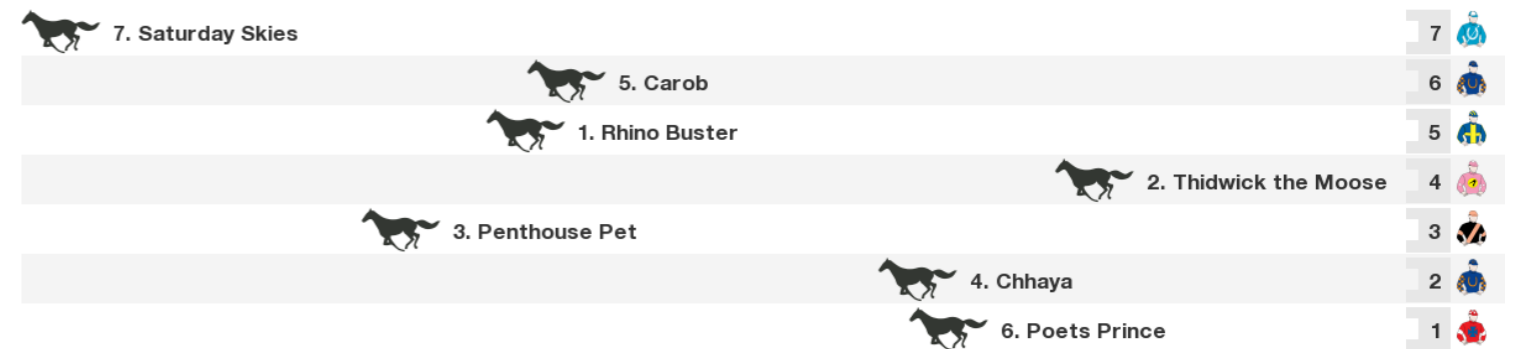 7. Saturday Skies 7
5. Carob 6
1. Rhino Buster 5
2. Thidwick the Moose 4
3. Penthouse Pet 3
4. Chhaya 2
6. Poets Prince 1